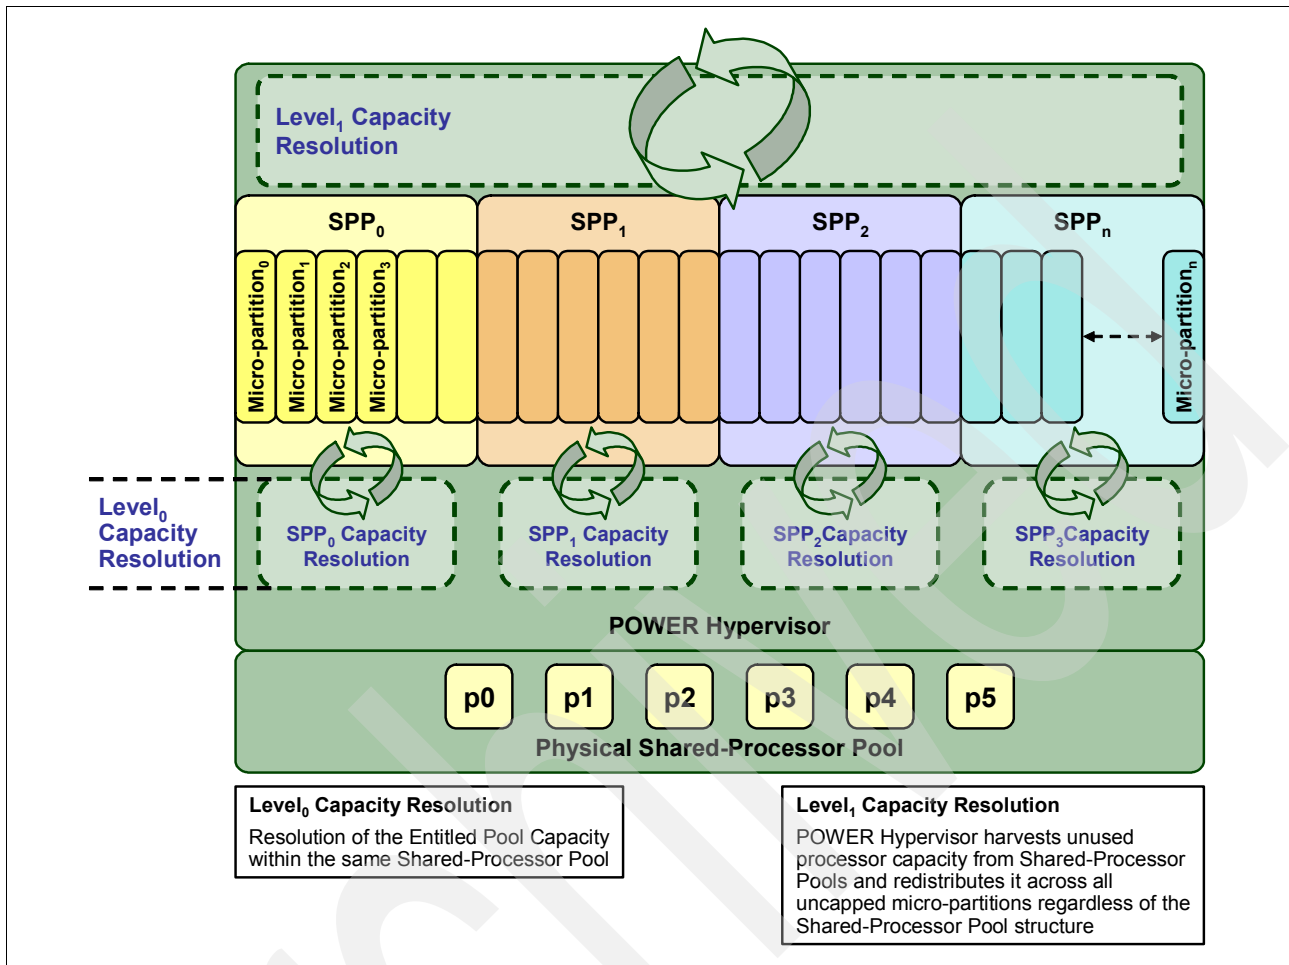 Level1 Capacity
Resolution
SPP0
SPP1
SPP2
SPPn
Micro-partition0
Micro-partition1
Micro-partition2
Micro-partition3
Micro-partitionn
Level0
Capacity
Resolution
SPP0 Capacity
Resolution
SPP1 Capacity
Resolution
SPP2Capacity
Resolution
SPP3Capacity
Resolution
POWER Hypervisor
p0
p1
p2
p3
p4
p5
Physical Shared-Processor Pool
Level0 Capacity Resolution
Resolution of the Entitled Pool Capacity
within the same Shared-Processor Pool
Level1 Capacity Resolution
POWER Hypervisor harvests unused
processor capacity from Shared-Processor
Pools and redistributes it across all
uncapped micro-partitions regardless of the
Shared-Processor Pool structure